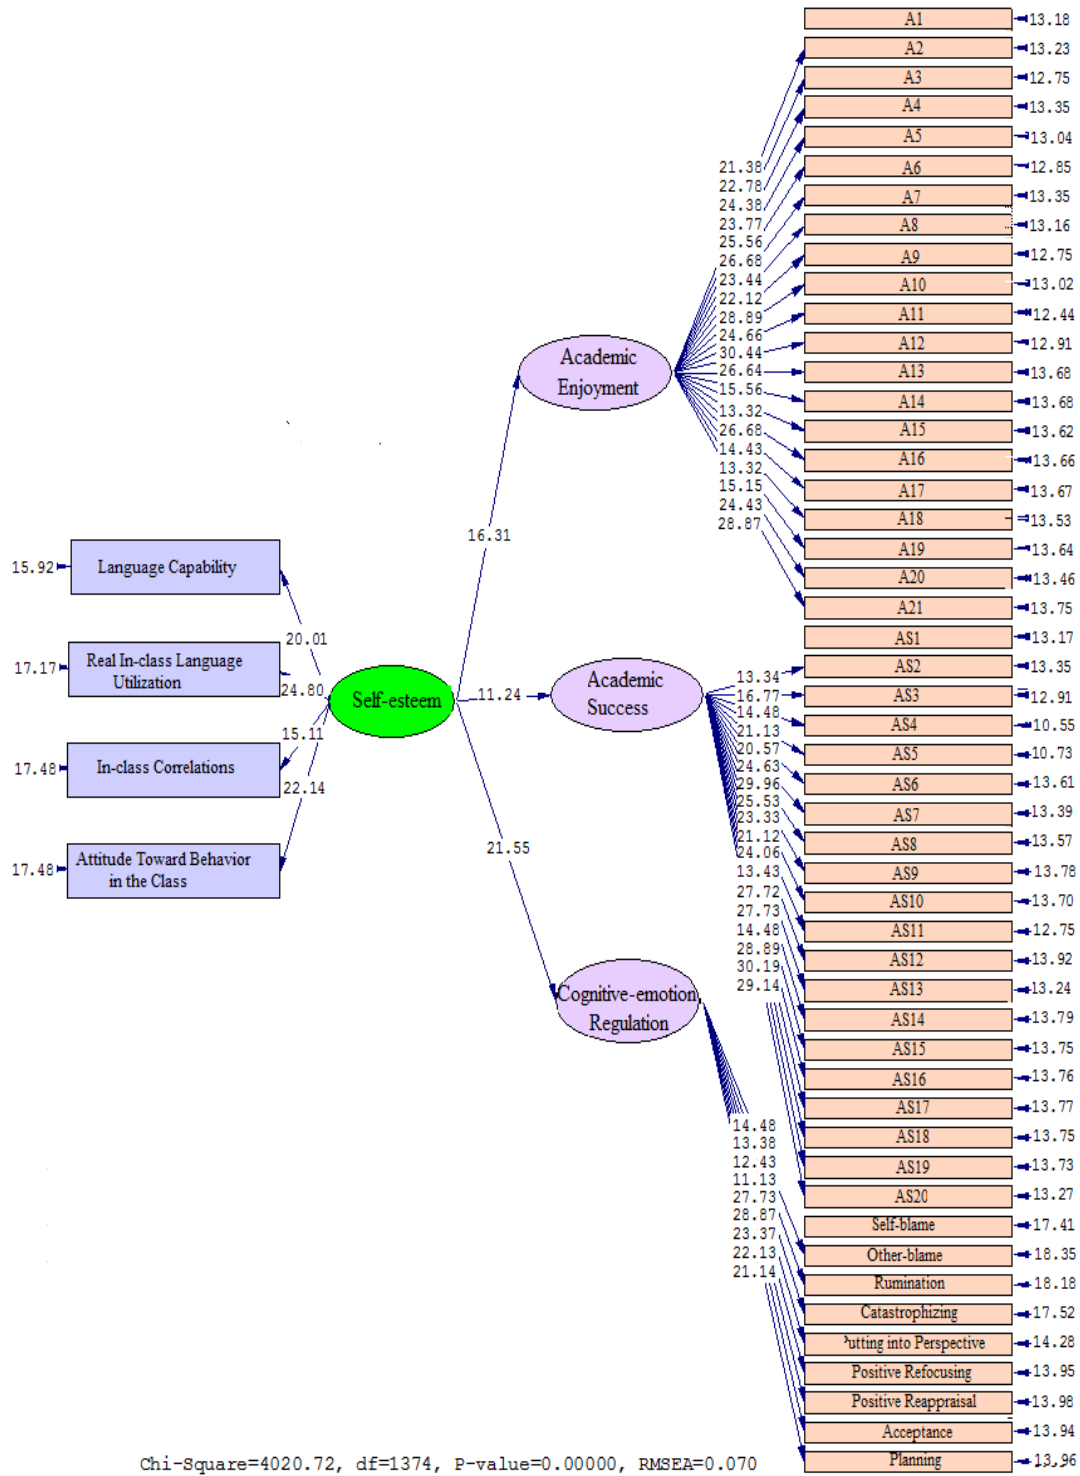 A1
13.18
A2
13.23
A3
12.75
A4
13.35
A5
13.04
A6
12.85
A7
13.35
A8
13.16
A9
12.75
A10
13.02
A11
12.44
A12
12.91
A13
13.68
A14
13.68
A15
13.62
A16
13.66
A17
13.67
A18
13.53
A19
13.64
A20
13.46
A21
13.75
21.38
22.78
24.38
23.77
25.56
26.68
23.44
22.12
28.89
24.66
30.44
26.64
15.56
13.32
26.68
14.43
13.32
15.15
24.43
28.87
Academic
Enjoyment
16.31
15.92
Language Capability
20.01
17.17
Real In-class Language
Utilization
24.80
Self-esteem
15.11
17.48
In-class Correlations
22.14
17.48
Attitude Toward Behavior
in the Class
11.24
Academic
Success
21.55
Cognitive-emotion
Regulation
AS1
13.17
AS2
13.35
AS3
12.91
AS4
10.55
AS5
10.73
AS6
13.61
AS7
13.39
AS8
13.57
AS9
13.78
AS10
13.70
AS11
12.75
AS12
13.92
AS13
13.24
AS14
13.79
AS15
13.75
AS16
13.76
AS17
13.77
AS18
13.75
AS19
13.73
AS20
13.27
13.34
16.77
14.48
21.13
20.57
24.63
29.96
25.53
23.33
21.12
24.06
13.43
27.72
27.73
14.48
28.89
30.19
29.14
14.48
13.38
12.43
11.13
27.73
28.87
23.37
22.13
21.14
Self-blame
17.41
Other-blame
18.35
Rumination
18.18
Catastrophizing
17.52
utting into Perspective
14.28
Positive Refocusing
13.95
Positive Reappraisal
13.98
Acceptance
13.94
Planning
13.96
Chi-Square=4020.72, df=1374, P-value=0.00000, RMSEA=0.070